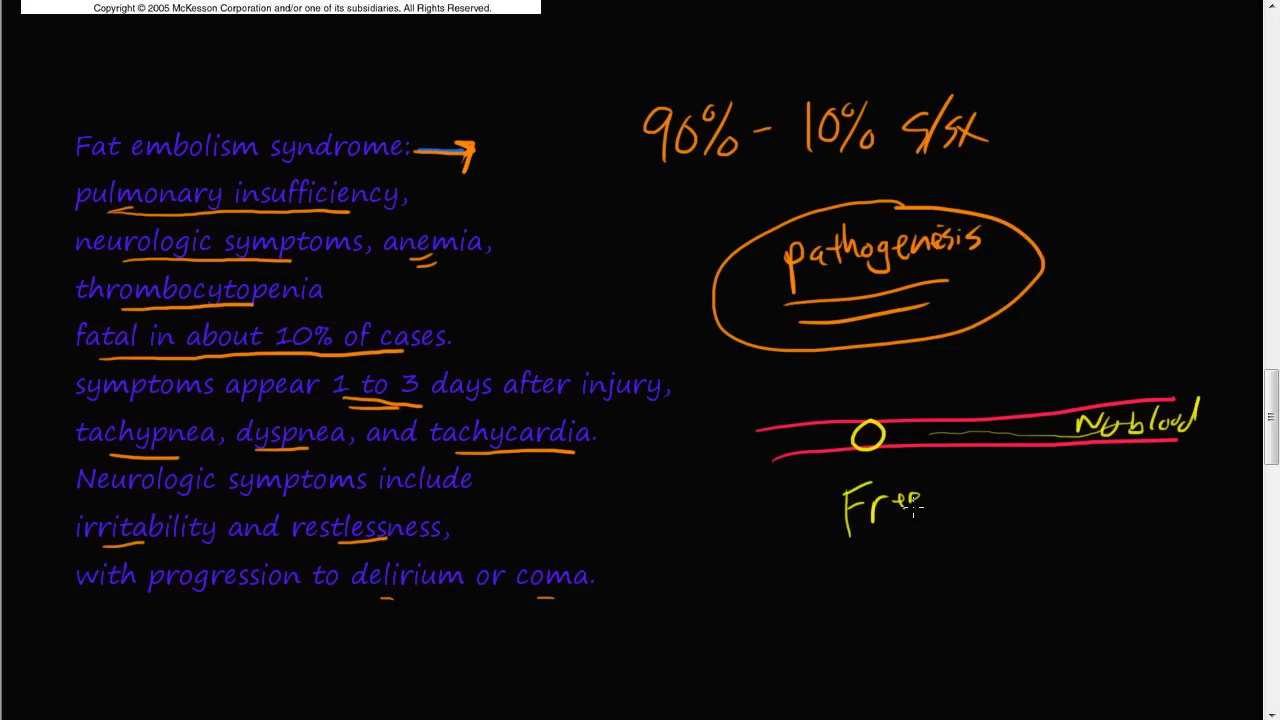 Copyright © 2005 McKesson Corporation and/or one of its subsidiaries. All Rights Reserved.
Fat embolism syndrome:
pulmonary insufficiency,
neurologic symptoms, anemia,
thrombocytopenia
fatal in about 10% of cases.
symptoms appear 1 to 3 days after injury,
tachypnea, dyspnea, and tachycardia.
Neurologic symptoms include
irritability and restlessness,
with progression to delirium or coma.
90% - 10% S/sx
pathogenesis
No blood
Free